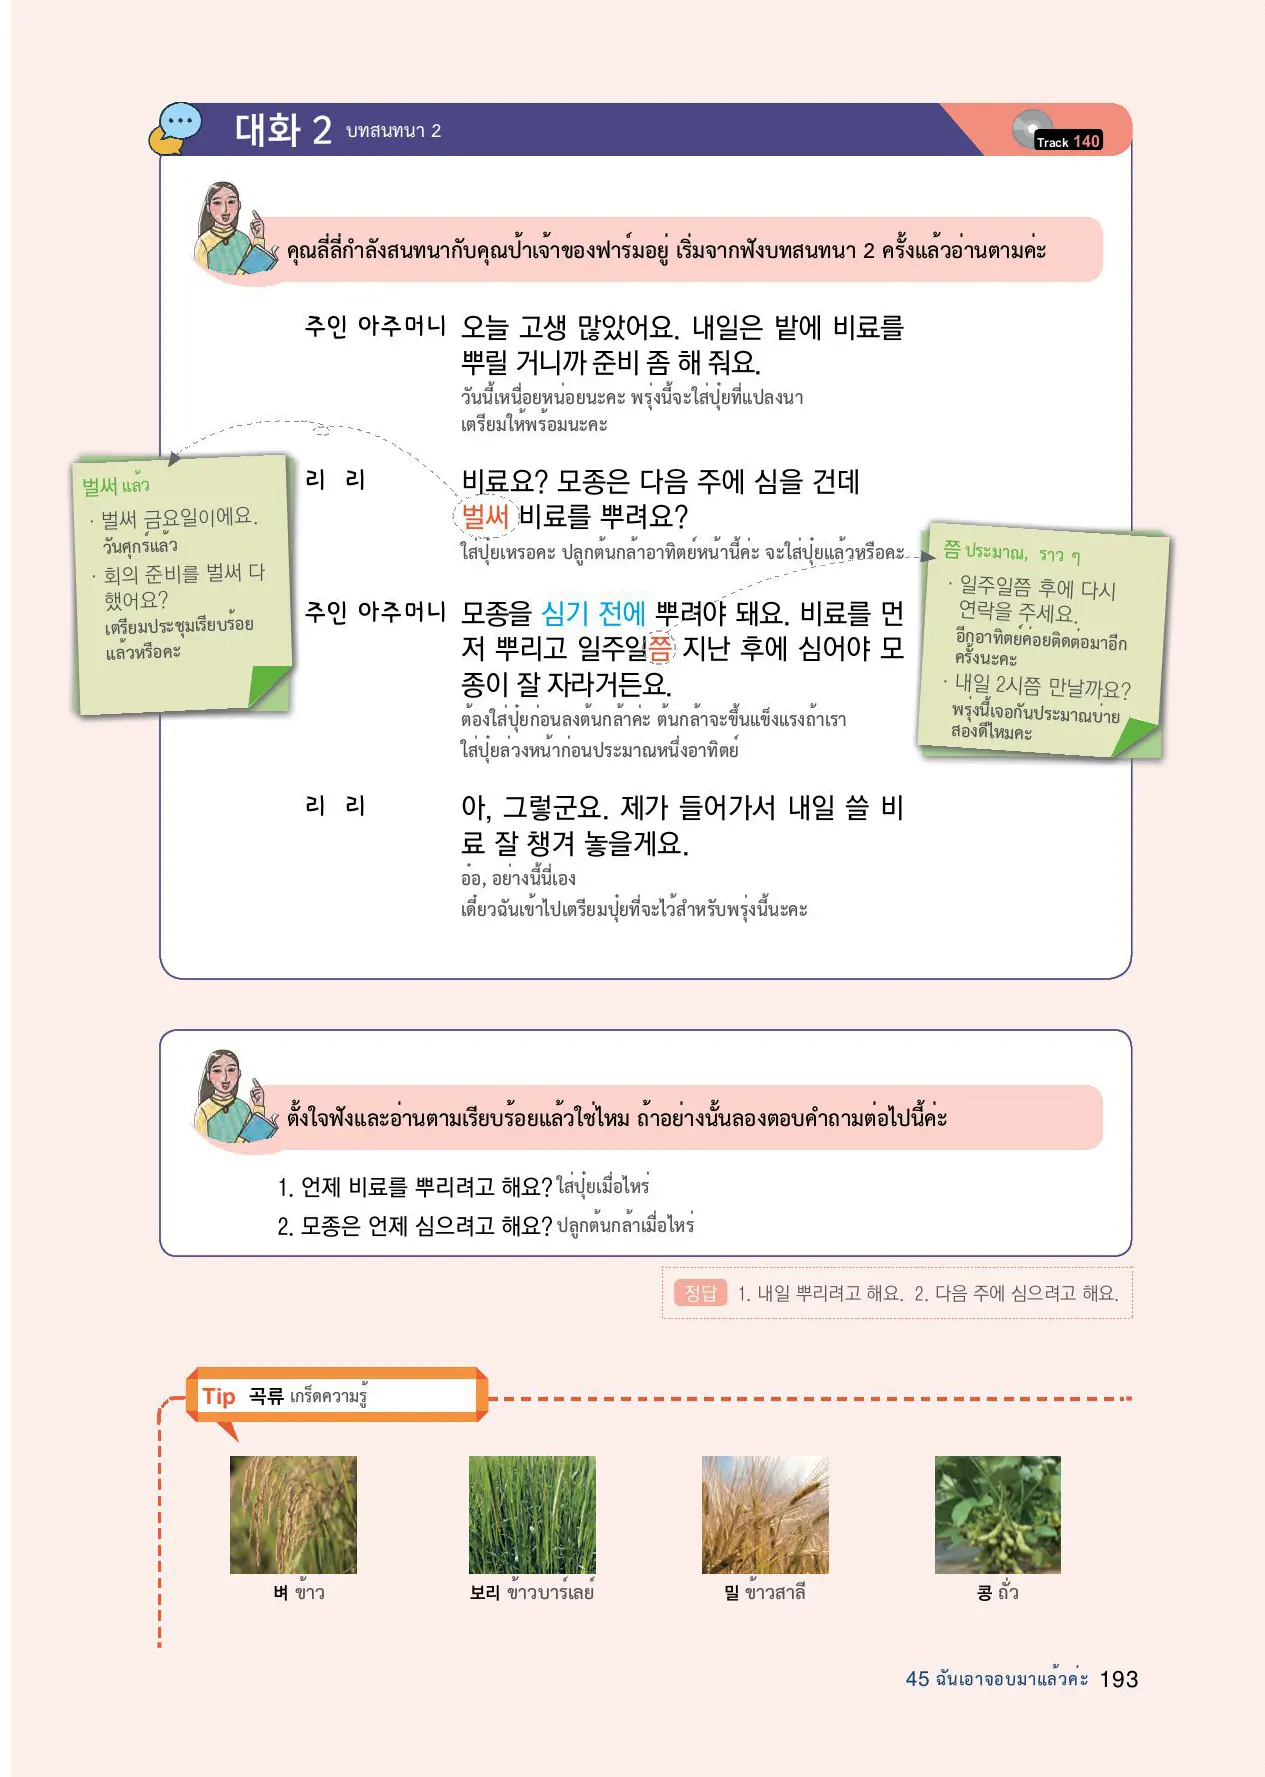 대화 2 บทสนทนา 2
Track 140
คุณลี่ลี่กำลังสนทนากับคุณป้าเจ้าของฟาร์มอยู่ เริ่มจากฟังบทสนทนา 2 ครั้งแล้วอ่านตามค่ะ
주인 아주머니 오늘 고생 많았어요. 내일은 밭에 비료를
뿌릴 거니까 준비 좀 해 줘요.
วันนี้เหนื่อยหน่อยนะคะ พรุ่งนี้จะใส่ปุ๋ยที่แปลงนา
เตรียมให้พร้อมนะคะ
리 리 비료요? 모종은 다음 주에 심을 건데
벌써 비료를 뿌려요?
ใส่ปุ๋ยเหรอคะ ปลูกต้นกล้าอาทิตย์หน้านี้ค่ะ จะใส่ปุ๋ยแล้วหรือคะ
주인 아주머니 모종을 심기 전에 뿌려야 돼요. 비료를 먼
저 뿌리고 일주일쯤 지난 후에 심어야 모
종이 잘 자라거든요.
ต้องใส่ปุ๋ยก่อนลงต้นกล้าค่ะ ต้นกล้าจะขึ้นแข็งแรงถ้าเรา
ใส่ปุ๋ยล่วงหน้าก่อนประมาณหนึ่งอาทิตย์
리 리 아, 그렇군요. 제가 들어가서 내일 쓸 비
료 잘 챙겨 놓을게요.
อ๋อ, อย่างนี้นี่เอง
เดี๋ยวฉันเข้าไปเตรียมปุ๋ยที่จะไว้สำหรับพรุ่งนี้นะคะ
벌써 แล้ว
· 벌써 금요일이에요.
วันศุกร์แล้ว
· 회의 준비를 벌써 다
했어요?
เตรียมประชุมเรียบร้อย
แล้วหรือคะ
쯤 ประมาณ, ราว ๆ
· 일주일쯤 후에 다시
연락을 주세요.
อีกอาทิตย์ค่อยติดต่อมาอีก
ครั้งนะคะ
· 내일 2시쯤 만날까요?
พรุ่งนี้เจอกันประมาณบ่าย
สองดีไหมคะ
ตั้งใจฟังและอ่านตามเรียบร้อยแล้วใช่ไหม ถ้าอย่างนั้นลองตอบคำถามต่อไปนี้ค่ะ
1. 언제 비료를 뿌리려고 해요? ใส่ปุ๋ยเมื่อไหร่
2. 모종은 언제 심으려고 해요? ปลูกต้นกล้าเมื่อไหร่
정답 1. 내일 뿌리려고 해요. 2. 다음 주에 심으려고 해요.
Tip 곡류 เกร็ดความรู้
벼 ข้าว
보리 ข้าวบาร์เลย์
밀 ข้าวสาลี
콩 ถั่ว
45 ฉันเอาจอบมาแล้วค่ะ 193